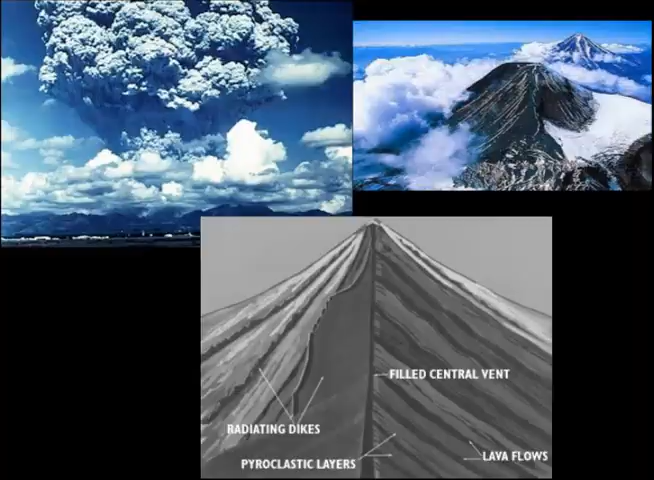 FILLED CENTRAL VENT
RADIATING DIKES
LAVA FLOWS
PYROCLASTIC LAYERS